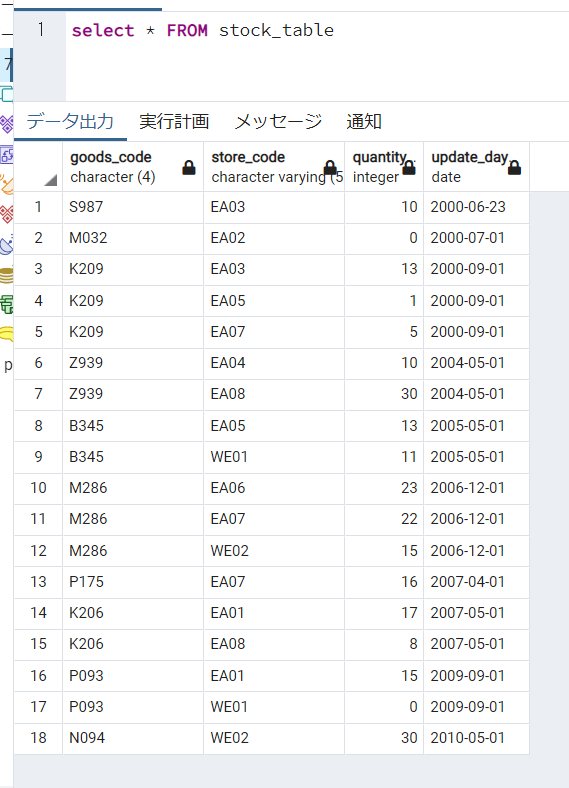 1 select * FROM stock_table
データ出力 実行計画 メッセージ 通知
goods_code store_code quantity update_day
character (4) character varying (5 integer date
1 S987 EA03 10 2000-06-23
2 M032 EA02 0 2000-07-01
3 K209 EA03 13 2000-09-01
4 K209 EA05 1 2000-09-01
5 K209 EA07 5 2000-09-01
6 Z939 EA04 10 2004-05-01
7 Z939 EA08 30 2004-05-01
8 B345 EA05 13 2005-05-01
9 B345 WE01 11 2005-05-01
10 M286 EA06 23 2006-12-01
11 M286 EA07 22 2006-12-01
12 M286 WE02 15 2006-12-01
13 P175 EA07 16 2007-04-01
14 K206 EA01 17 2007-05-01
15 K206 EA08 8 2007-05-01
16 P093 EA01 15 2009-09-01
17 P093 WE01 0 2009-09-01
18 N094 WE02 30 2010-05-01